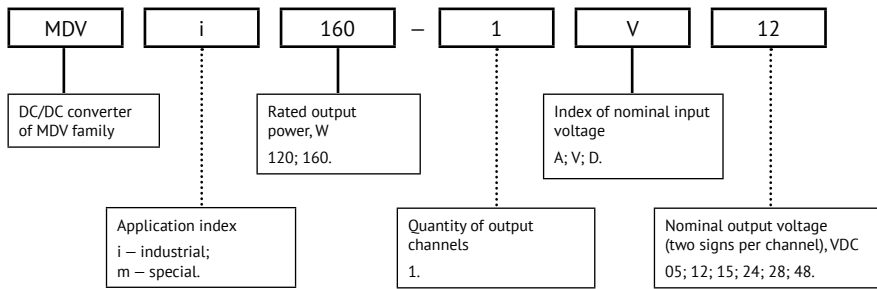 MDV i 160 – 1 V 12
DC/DC converter
of MDV family
Rated output
power, W
120; 160.
Index of nominal input
voltage
A; V; D.
Application index
i – industrial;
m – special.
Quantity of output
channels
1.
Nominal output voltage
(two signs per channel), VDC
05; 12; 15; 24; 28; 48.